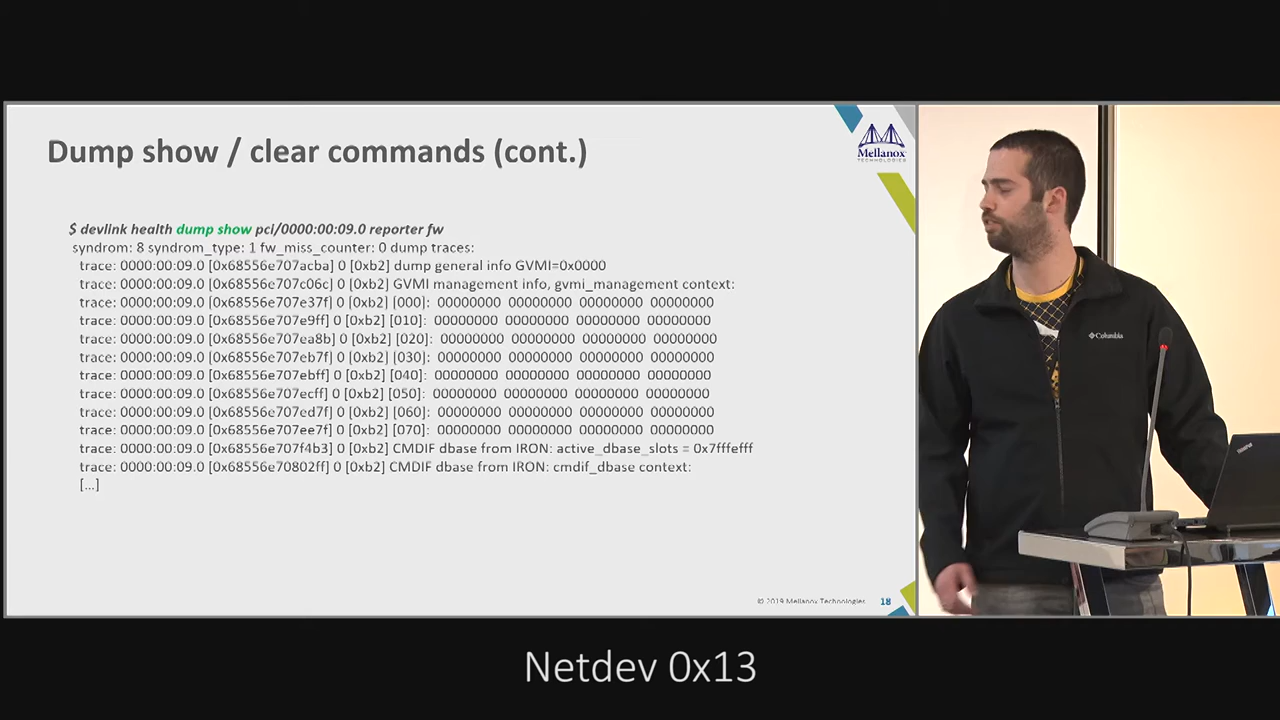 Dump show / clear commands (cont.)
Mellanox
TECHNOLOGIES
$ devlink health dump show pci/0000:00:09.0 reporter fw
syndrom: 8 syndrom_type: 1 fw_miss_counter: 0 dump traces:
trace: 0000:00:09.0 [0x68556e707acba] 0 [0xb2] dump general info GVMI=0x0000
trace: 0000:00:09.0 [0x68556e707c06c] 0 [0xb2] GVMI management info, gvmi_management context:
trace: 0000:00:09.0 [0x68556e707e37f] 0 [0xb2] [000]: 00000000 00000000 00000000 00000000
trace: 0000:00:09.0 [0x68556e707e9ff] 0 [0xb2] [010]: 00000000 00000000 00000000 00000000
trace: 0000:00:09.0 [0x68556e707ea8b] 0 [0xb2] [020]: 00000000 00000000 00000000 00000000
trace: 0000:00:09.0 [0x68556e707eb7f] 0 [0xb2] [030]: 00000000 00000000 00000000 00000000
trace: 0000:00:09.0 [0x68556e707ebff] 0 [0xb2] [040]: 00000000 00000000 00000000 00000000
trace: 0000:00:09.0 [0x68556e707ecff] 0 [0xb2] [050]: 00000000 00000000 00000000 00000000
trace: 0000:00:09.0 [0x68556e707ed7f] 0 [0xb2] [060]: 00000000 00000000 00000000 00000000
trace: 0000:00:09.0 [0x68556e707ee7f] 0 [0xb2] [070]: 00000000 00000000 00000000 00000000
trace: 0000:00:09.0 [0x68556e707f4b3] 0 [0xb2] CMDIF dbase from IRON: active_dbase_slots = 0x7fffefff
trace: 0000:00:09.0 [0x68556e70802ff] 0 [0xb2] CMDIF dbase from IRON: cmdif_dbase context:
[...]
© 2019 Mellanox Technologies
18
Columbia
ThinkPad
Netdev 0x13